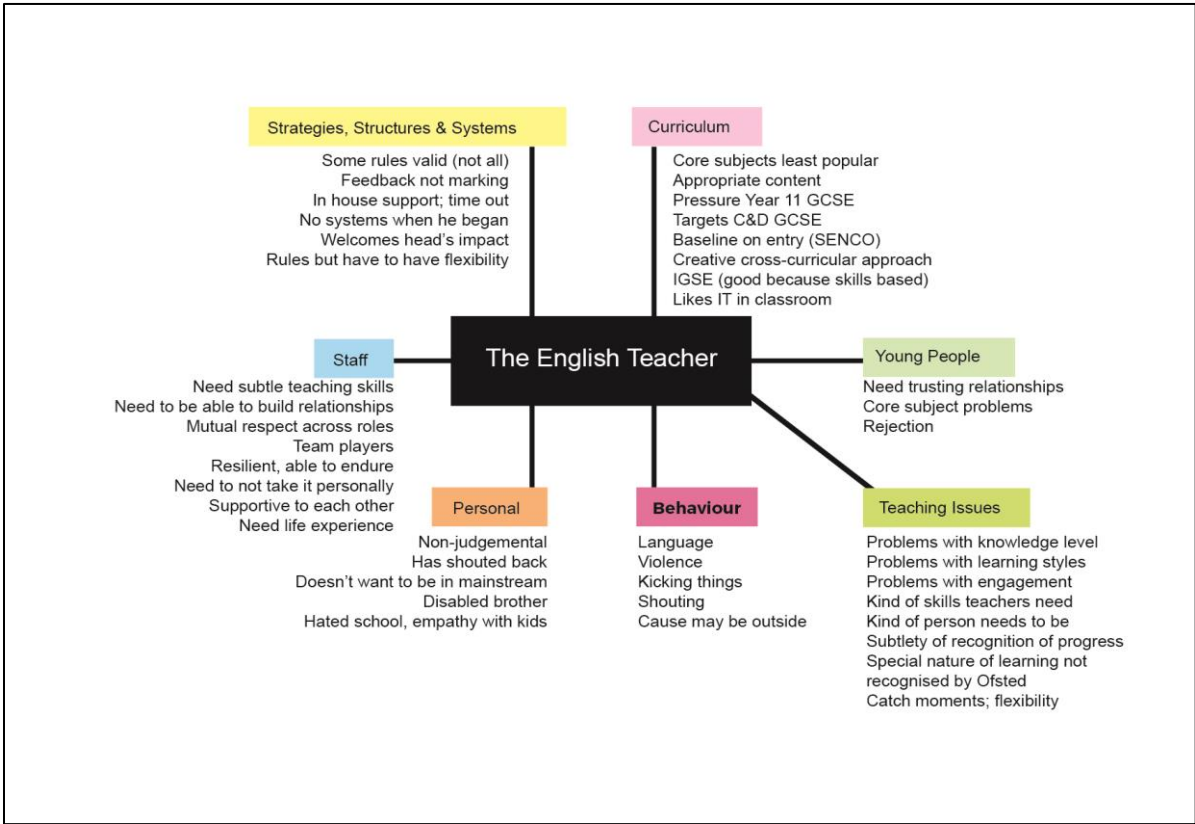 Strategies, Structures & Systems
Some rules valid (not all)
Feedback not marking
In house support; time out
No systems when he began
Welcomes head's impact
Rules but have to have flexibility
Curriculum
Core subjects least popular
Appropriate content
Pressure Year 11 GCSE
Targets C&D GCSE
Baseline on entry (SENCO)
Creative cross-curricular approach
IGSE (good because skills based)
Likes IT in classroom
The English Teacher
Staff
Need subtle teaching skills
Need to be able to build relationships
Mutual respect across roles
Team players
Resilient, able to endure
Need to not take it personally
Supportive to each other
Need life experience
Young People
Need trusting relationships
Core subject problems
Rejection
Personal
Non-judgemental
Has shouted back
Doesn't want to be in mainstream
Disabled brother
Hated school, empathy with kids
Behaviour
Language
Violence
Kicking things
Shouting
Cause may be outside
Teaching Issues
Problems with knowledge level
Problems with learning styles
Problems with engagement
Kind of skills teachers need
Kind of person needs to be
Subtlety of recognition of progress
Special nature of learning not
recognised by Ofsted
Catch moments; flexibility